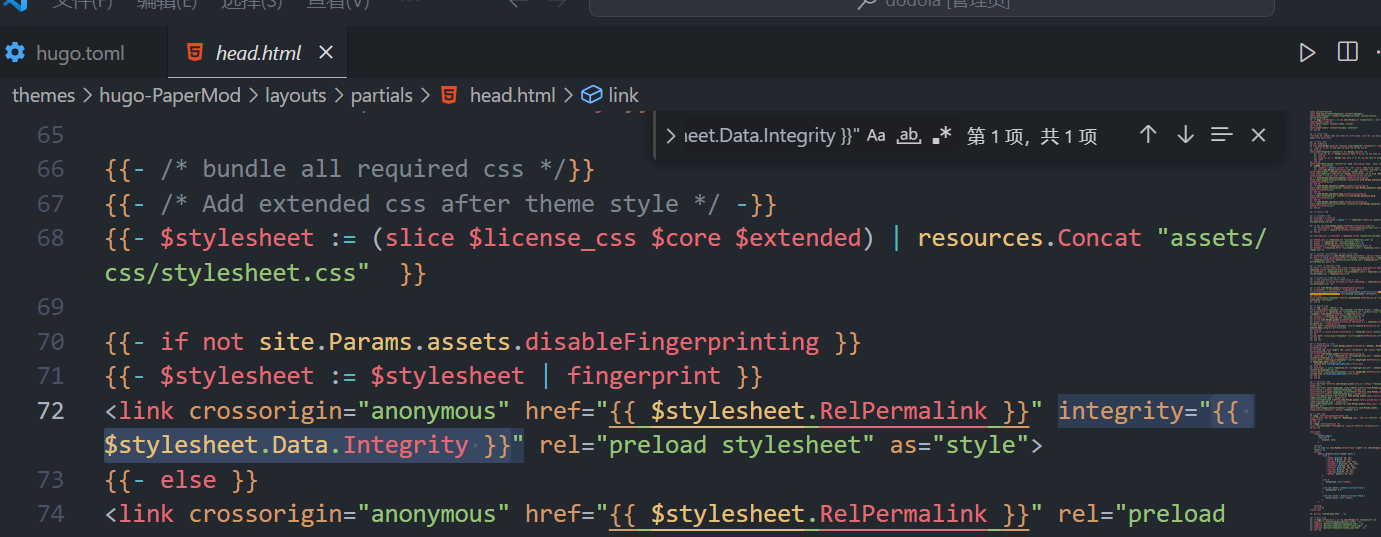 文件(F) 编辑(E) 选择(S) 查看(V) ··· dodola [管理员]
hugo.toml head.html
themes > hugo-PaperMod > layouts > partials > head.html > link
heet.Data.Integrity }}" Aa ab .* 第 1 项，共 1 项
65
66 {{- /* bundle all required css */}}
67 {{- /* Add extended css after theme style */ -}}
68 {{- $stylesheet := (slice $license_css $core $extended) | resources.Concat "assets/
css/stylesheet.css"  }}
69
70 {{- if not site.Params.assets.disableFingerprinting }}
71 {{- $stylesheet := $stylesheet | fingerprint }}
72 <link crossorigin="anonymous" href="{{ $stylesheet.RelPermalink }}" integrity="{{
$stylesheet.Data.Integrity }}" rel="preload stylesheet" as="style">
73 {{- else }}
74 <link crossorigin="anonymous" href="{{ $stylesheet.RelPermalink }}" rel="preload